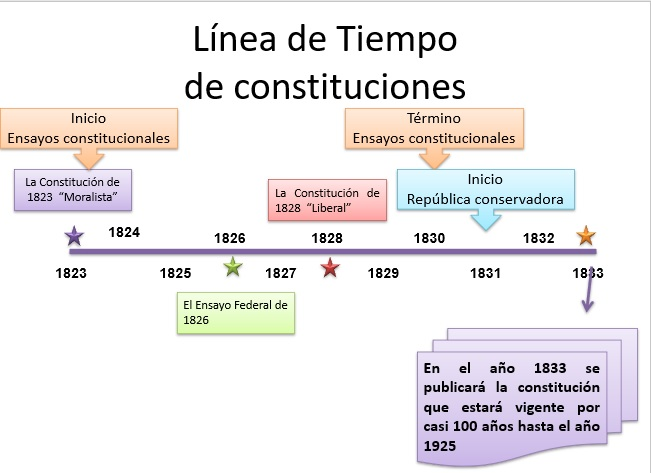 Línea de Tiempo
de constituciones
Inicio
Ensayos constitucionales
Término
Ensayos constitucionales
La Constitución de
1823 “Moralista”
La Constitución de
1828 “Liberal”
Inicio
República conservadora
1824
1826
1828
1830
1832
1823
1825
1827
1829
1831
1833
El Ensayo Federal de
1826
En el año 1833 se
publicará la constitución
que estará vigente por
casi 100 años hasta el año
1925